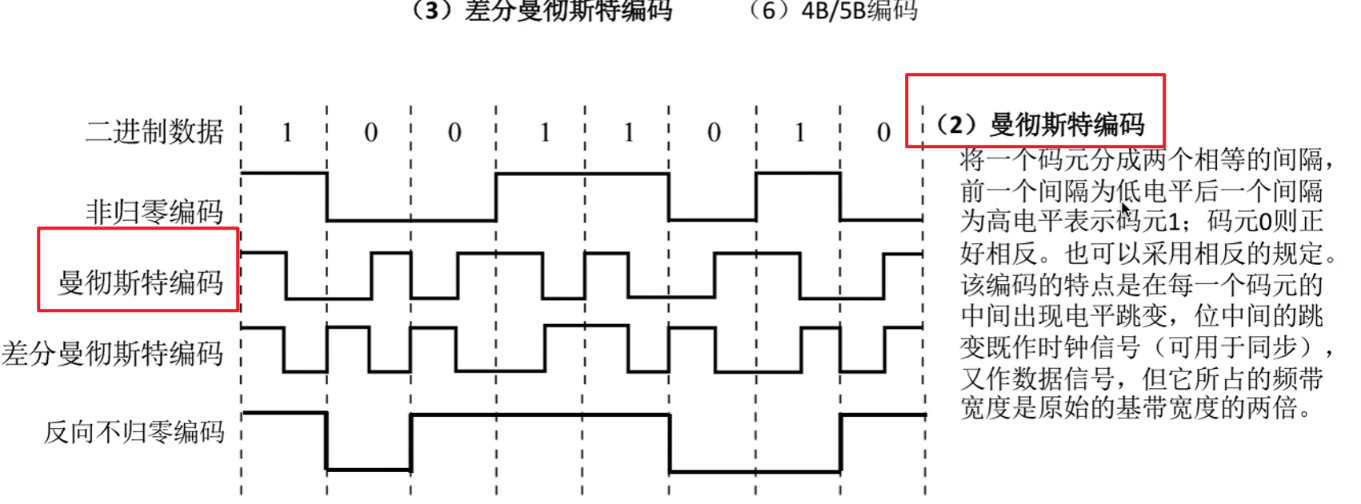 （3）差分曼彻斯特编码 （6）4B/5B编码
二进制数据 1 0 0 1 1 0 1 0
非归零编码
曼彻斯特编码
差分曼彻斯特编码
反向不归零编码
（2）曼彻斯特编码
将一个码元分成两个相等的间隔，
前一个间隔为低电平后一个间隔
为高电平表示码元1；码元0则正
好相反。也可以采用相反的规定。
该编码的特点是在每一个码元的
中间出现电平跳变，位中间的跳
变既作时钟信号（可用于同步），
又作数据信号，但它所占的频带
宽度是原始的基带宽度的两倍。